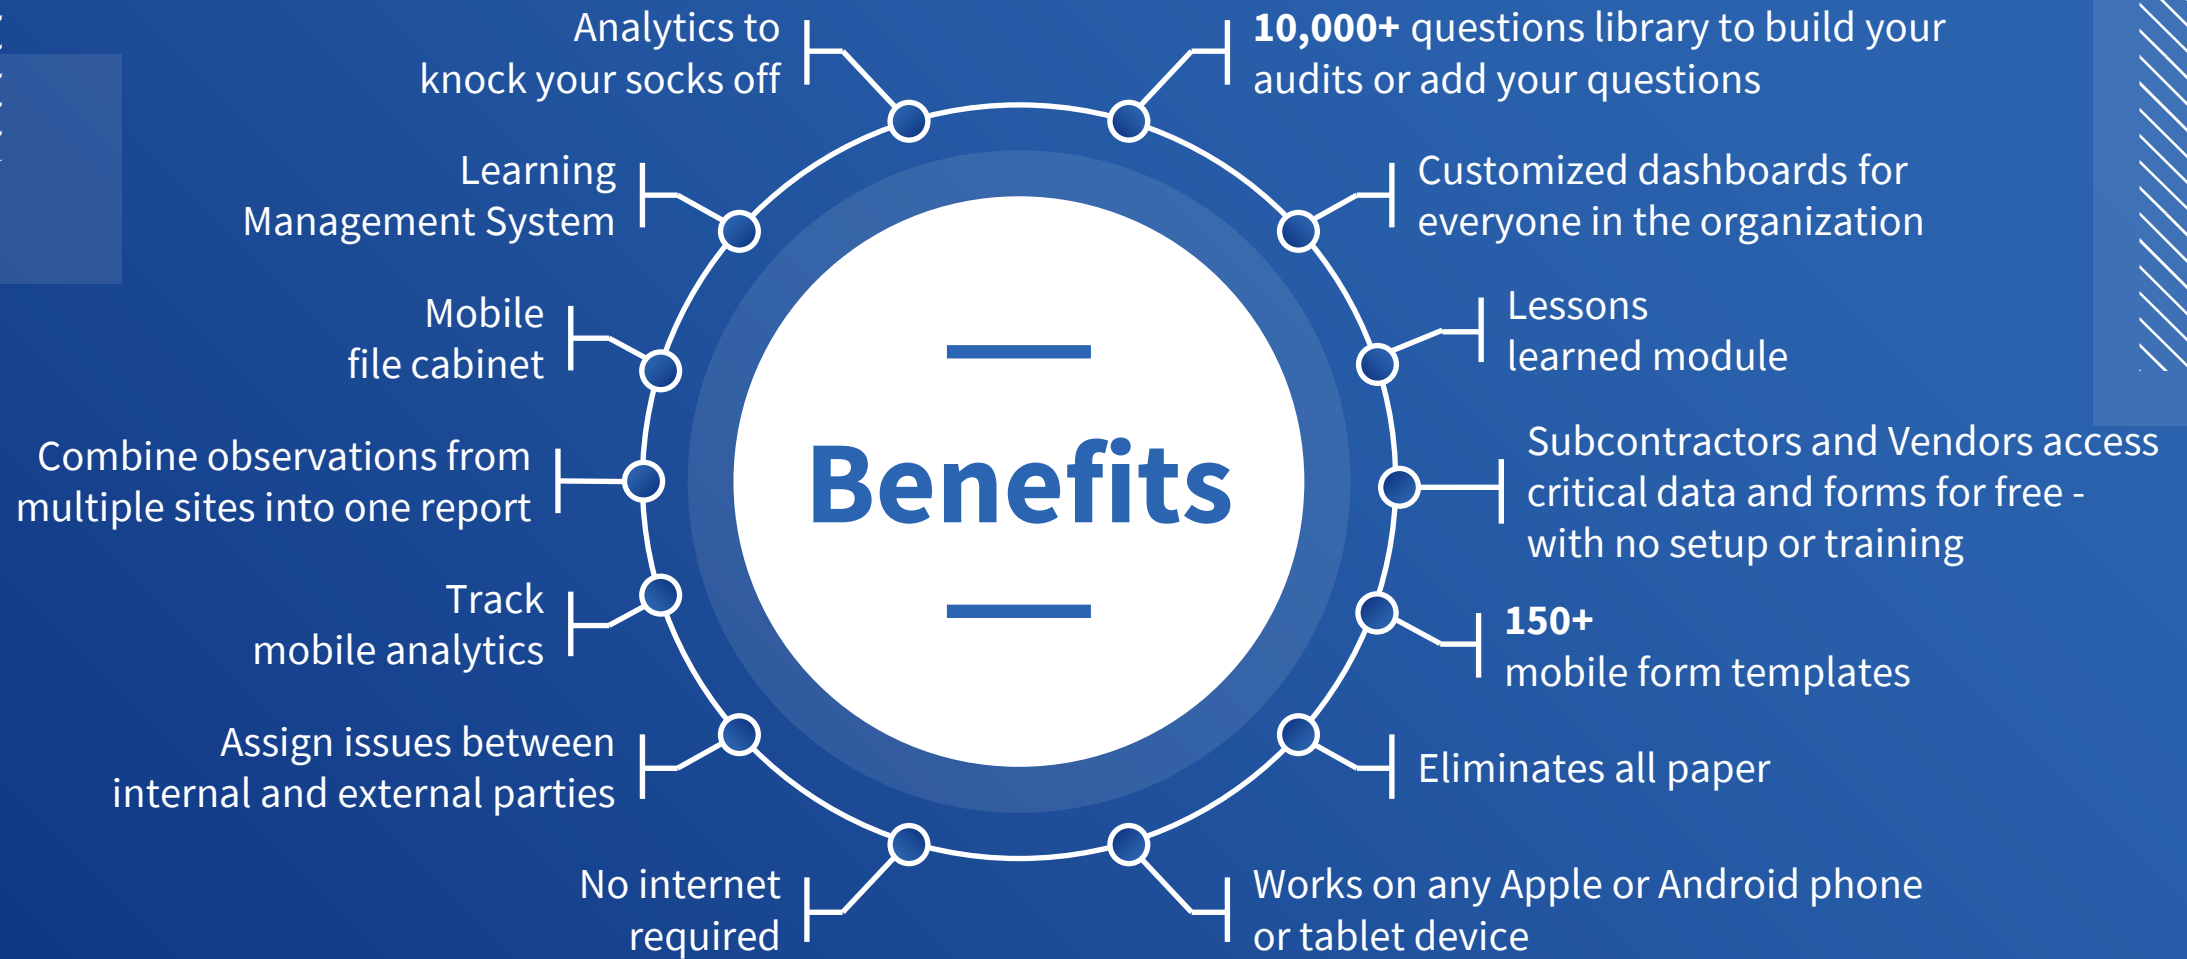 Analytics to
knock your socks off
Learning
Management System
Mobile
file cabinet
Combine observations from
multiple sites into one report
Track
mobile analytics
Assign issues between
internal and external parties
No internet
required
Benefits
10,000+ questions library to build your
audits or add your questions
Customized dashboards for
everyone in the organization
Lessons
learned module
Subcontractors and Vendors access
critical data and forms for free -
with no setup or training
150+
mobile form templates
Eliminates all paper
Works on any Apple or Android phone
or tablet device